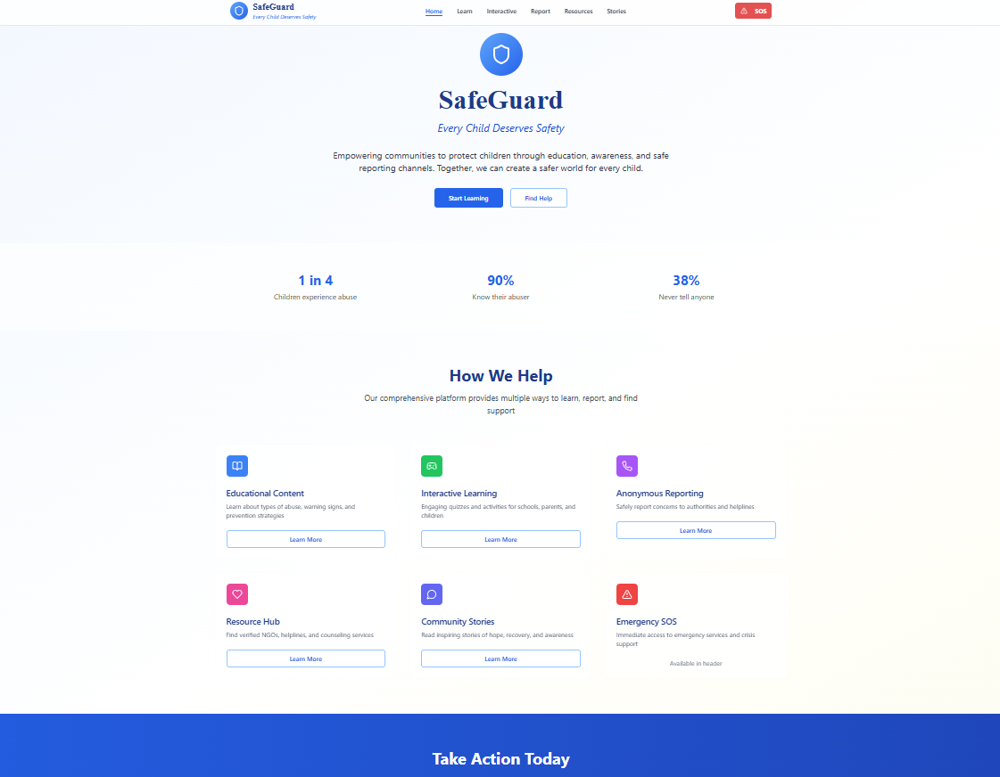 SafeGuard
Every Child Deserves Safety
Home Learn Interactive Report Resources Stories
SOS
SafeGuard
Every Child Deserves Safety
Empowering communities to protect children through education, awareness, and safe
reporting channels. Together, we can create a safer world for every child.
Start Learning Find Help
1 in 4 90% 38%
Children experience abuse Know their abuser Never tell anyone
How We Help
Our comprehensive platform provides multiple ways to learn, report, and find
support
Educational Content
Learn about types of abuse, warning signs, and
prevention strategies
Learn More
Interactive Learning
Engaging quizzes and activities for schools, parents, and
children
Learn More
Anonymous Reporting
Safely report concerns to authorities and helplines
Learn More
Resource Hub
Find verified NGOs, helplines, and counseling services
Learn More
Community Stories
Read inspiring stories of hope, recovery, and awareness
Learn More
Emergency SOS
Immediate access to emergency services and crisis
support
Available in header
Take Action Today